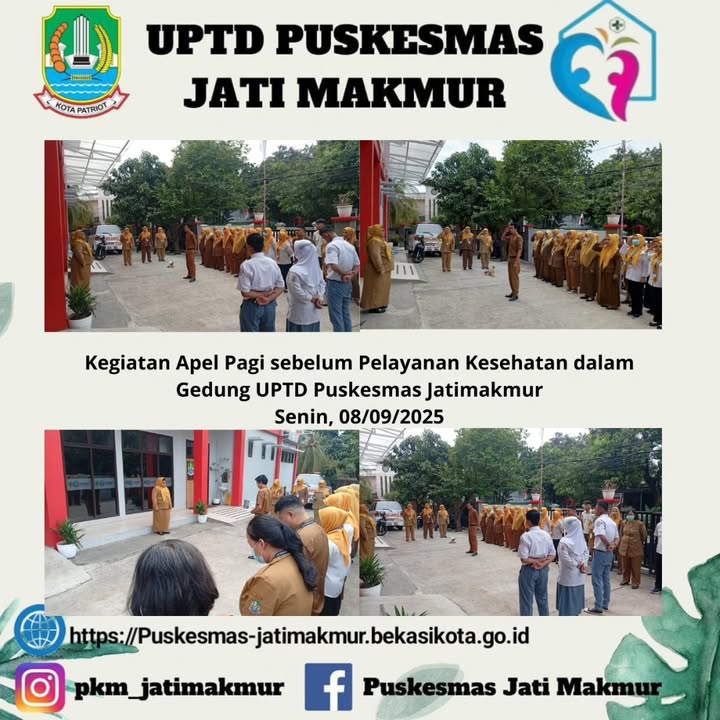 UPTD PUSKESMAS
JATI MAKMUR
KOTA PATRIOT
Kegiatan Apel Pagi sebelum Pelayanan Kesehatan dalam
Gedung UPTD Puskesmas Jatimakmur
Senin, 08/09/2025
https://Puskesmas-jatimakmur.bekasikota.go.id
pkm_jatimakmur
Puskesmas Jati Makmur